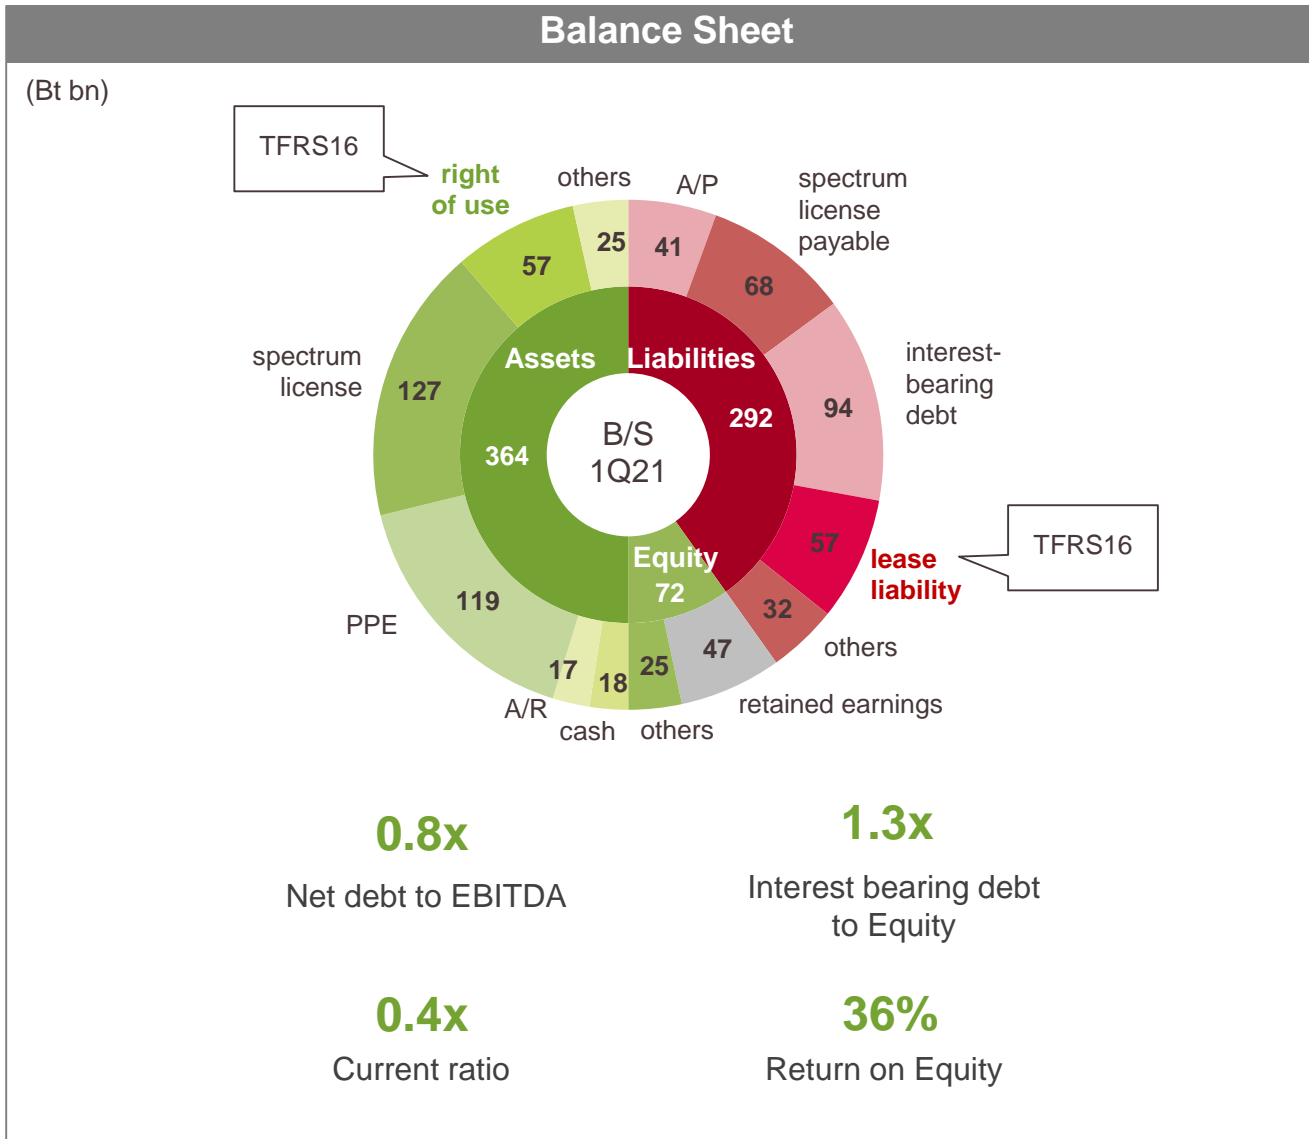 Balance Sheet
(Bt bn)
TFRS16
right
of use
others
A/P
spectrum
license
payable
25
41
57
68
spectrum
license
Assets
Liabilities
interest-
bearing
debt
127
94
292
364
B/S
1Q21
57
lease
liability
TFRS16
Equity
72
119
32
PPE
others
17
18
25
47
A/R
cash
others
retained earnings
0.8x
Net debt to EBITDA
1.3x
Interest bearing debt
to Equity
0.4x
Current ratio
36%
Return on Equity